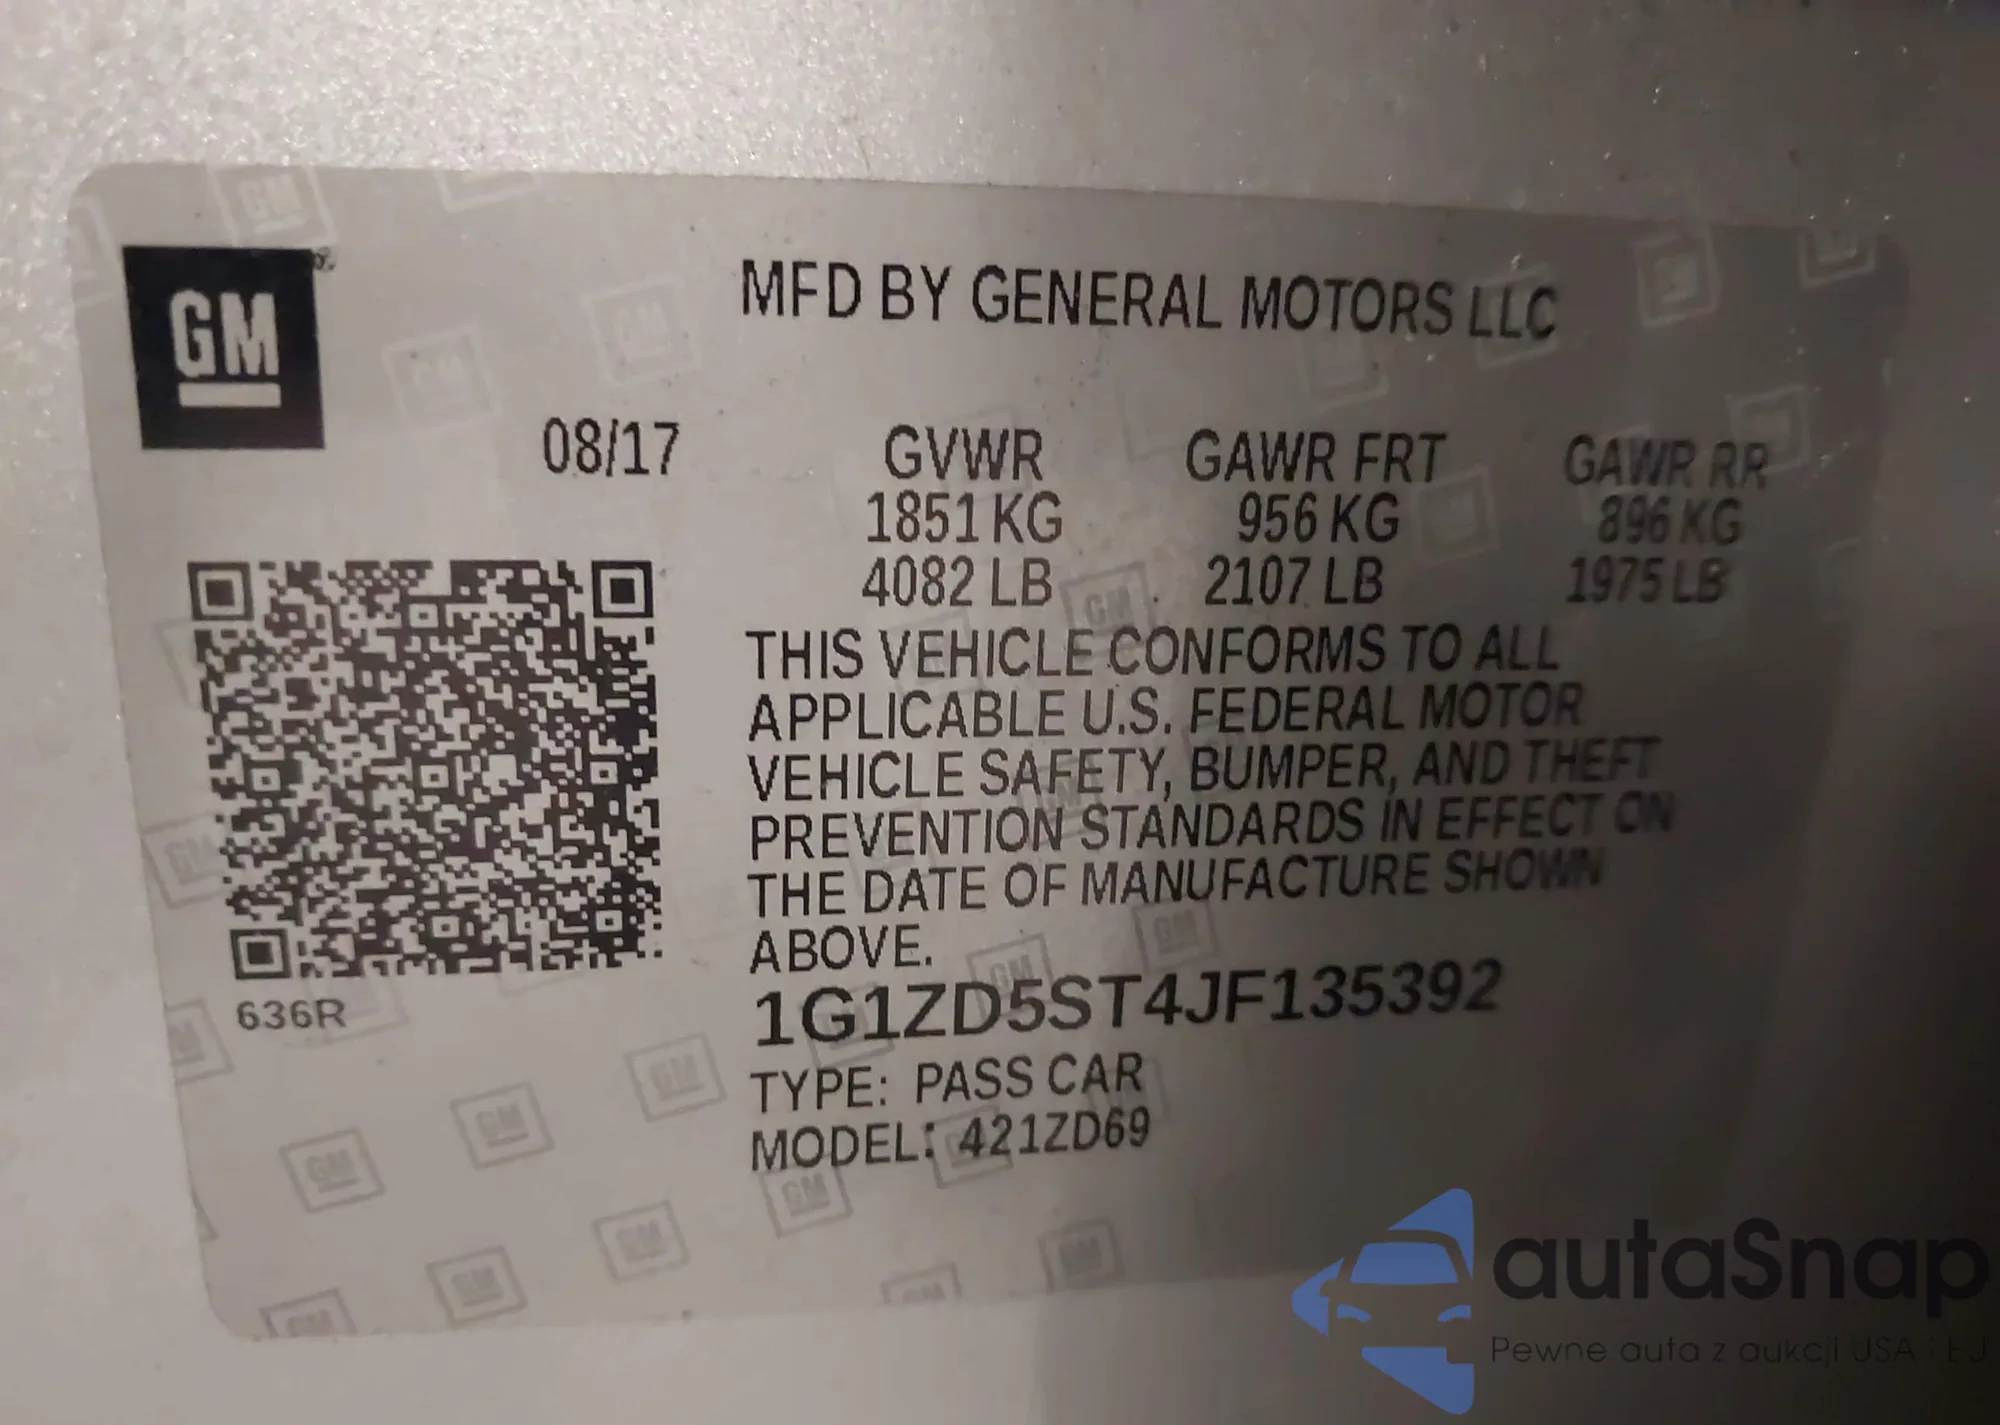 GM
MFD BY GENERAL MOTORS LLC
08/17
GVWR GAWR FRT GAWR RR
1851 KG 956 KG 896 KG
4082 LB 2107 LB 1975 LB
THIS VEHICLE CONFORMS TO ALL
APPLICABLE U.S. FEDERAL MOTOR
VEHICLE SAFETY, BUMPER, AND THEFT
PREVENTION STANDARDS IN EFFECT ON
THE DATE OF MANUFACTURE SHOWN
ABOVE.
1G1ZD5ST4JF135392
636R
TYPE: PASS CAR
MODEL: 421ZD69
autaSnap
Pewne auta z aukcji USA i EJ